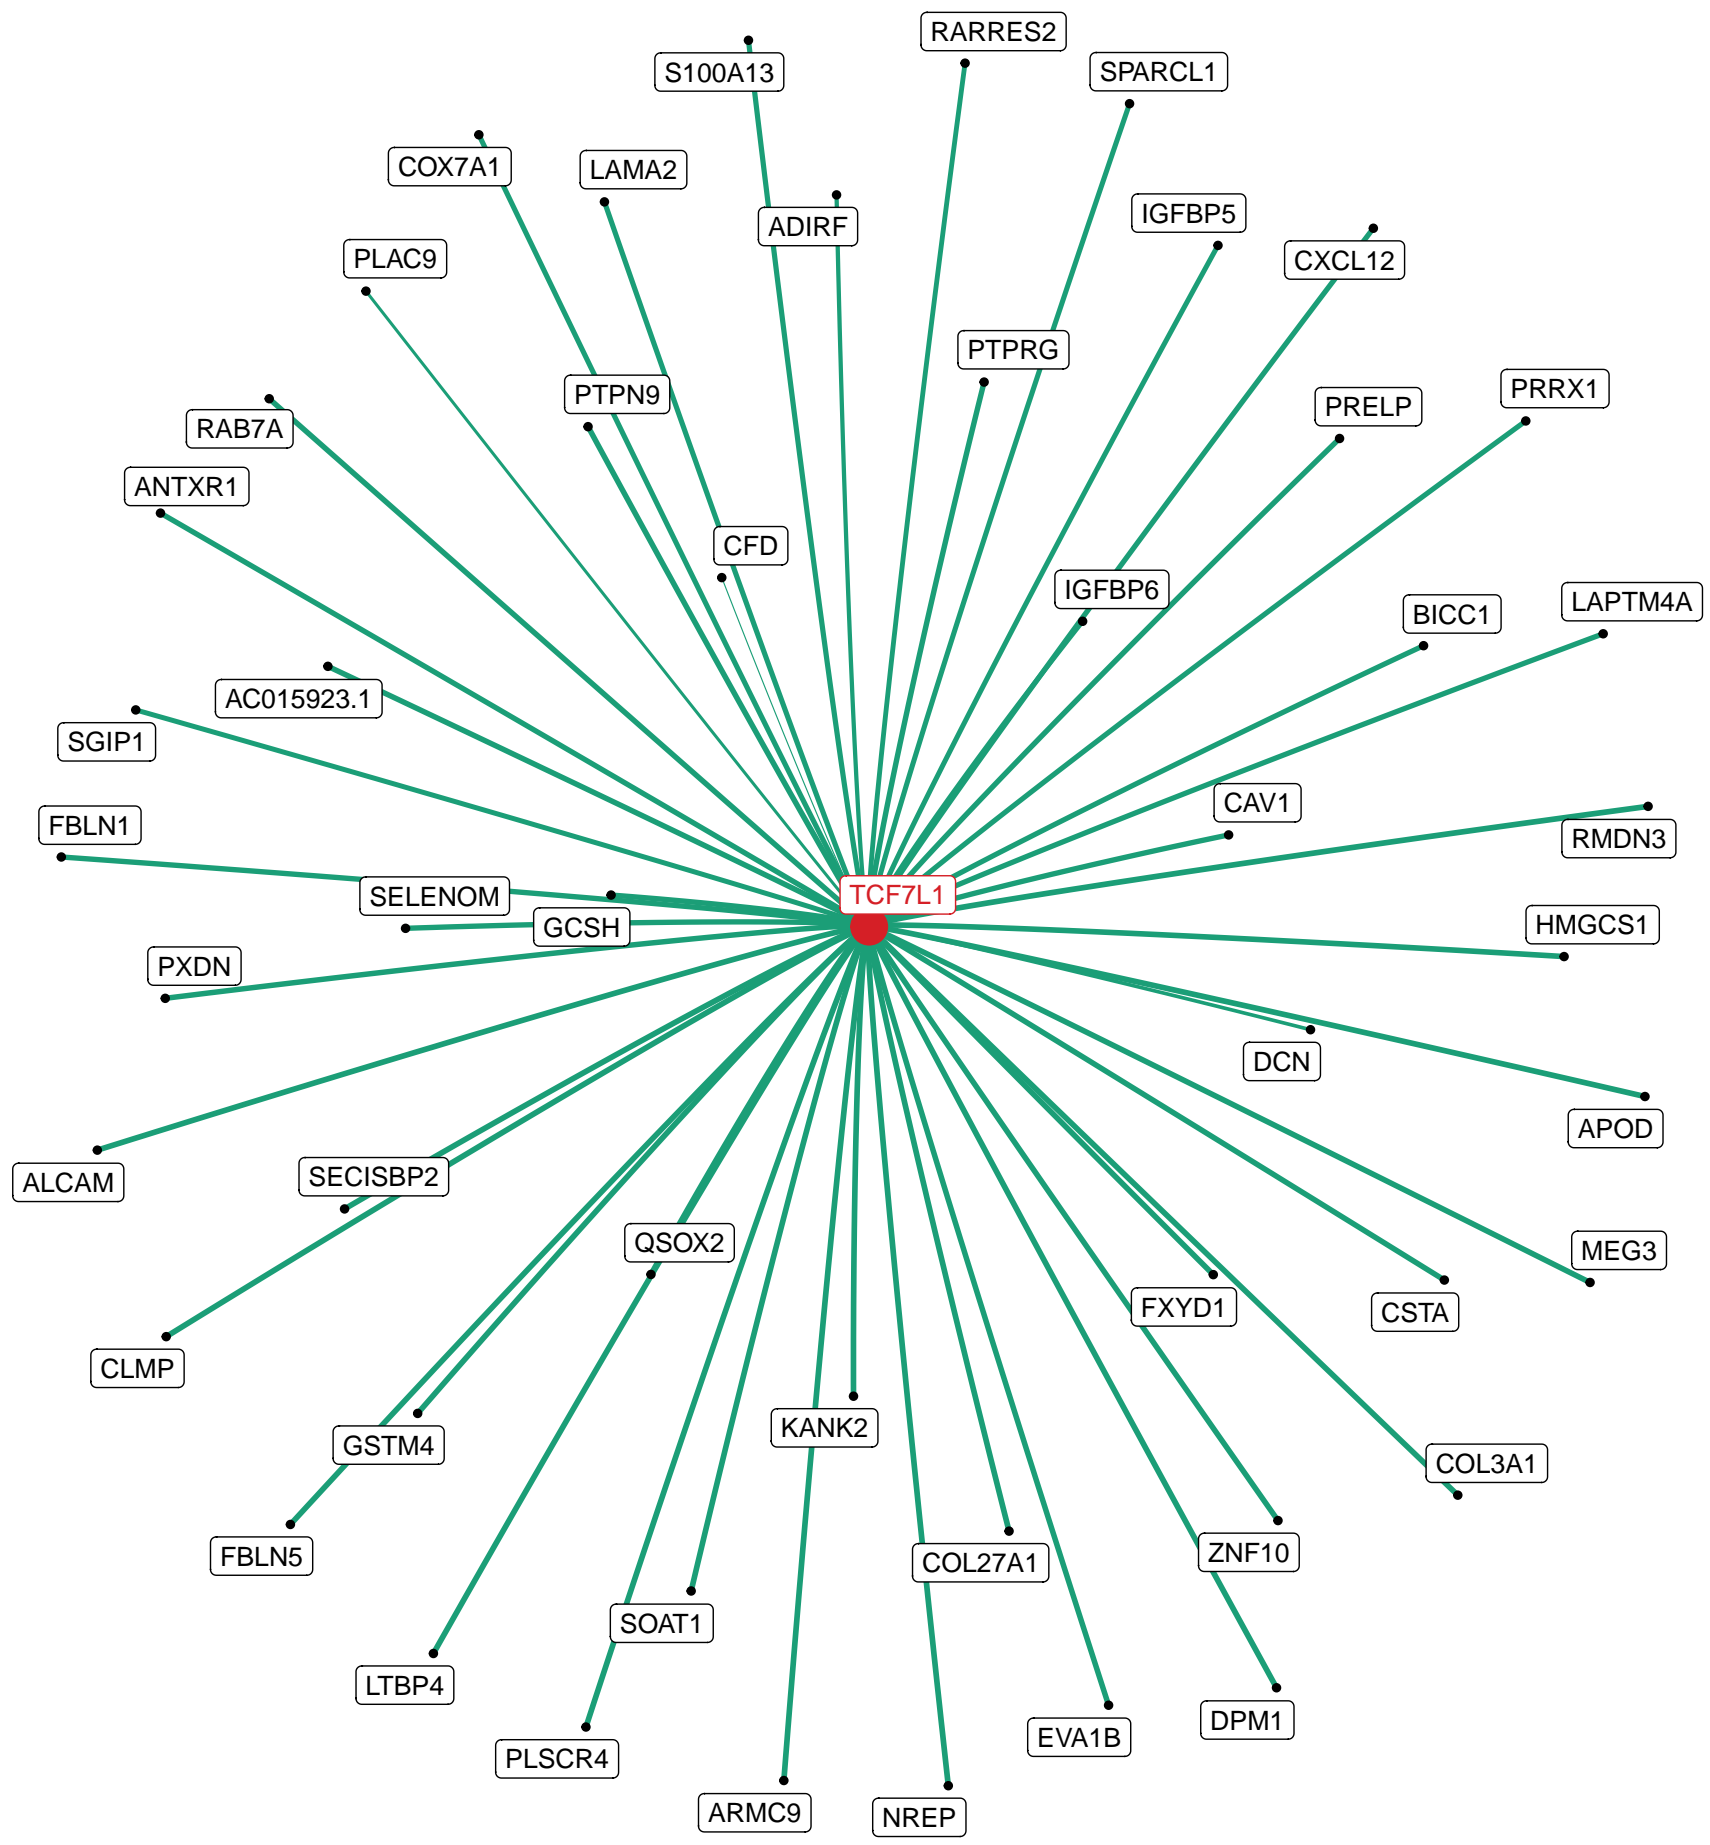 RARRES2
S100A13
SPARCL1
COX7A1
LAMA2
IGFBP5
ADIRF
PLAC9
CXCL12
PTPRG
PTPN9
PRRX1
PRELP
RAB7A
ANTXR1
CFD
IGFBP6
LAPTM4A
BICC1
AC015923.1
SGIP1
CAV1
FBLN1
RMDN3
SELENOM
TCF7L1
GCSH
HMGCS1
PXDN
DCN
APOD
SECISBP2
ALCAM
QSOX2
MEG3
FXYD1
CSTA
CLMP
KANK2
GSTM4
COL3A1
FBLN5
ZNF10
COL27A1
SOAT1
LTBP4
DPM1
EVA1B
PLSCR4
ARMC9
NREP